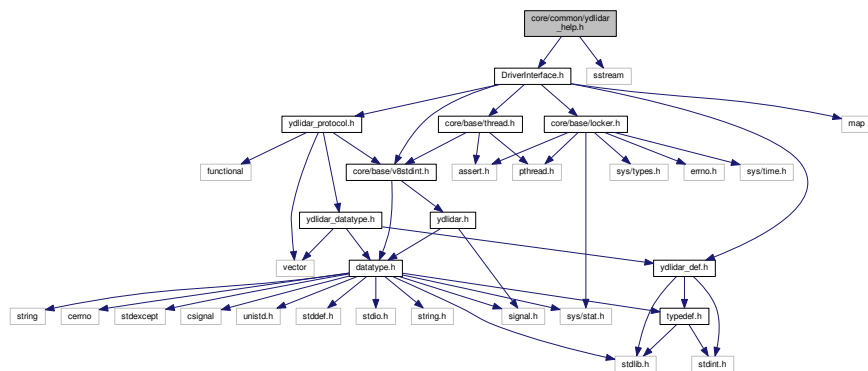 core/common/ydlidar
_help.h
DriverInterface.h
sstream
ydlidar_protocol.h
core/base/thread.h
core/base/locker.h
map
functional
core/base/v8stdint.h
assert.h
pthread.h
sys/types.h
errno.h
sys/time.h
ydlidar_datatype.h
ydlidar.h
vector
datatype.h
ydlidar_def.h
string
cerrno
stdexcept
csignal
unistd.h
stddef.h
stdio.h
string.h
signal.h
sys/stat.h
typedef.h
stdlib.h
stdint.h